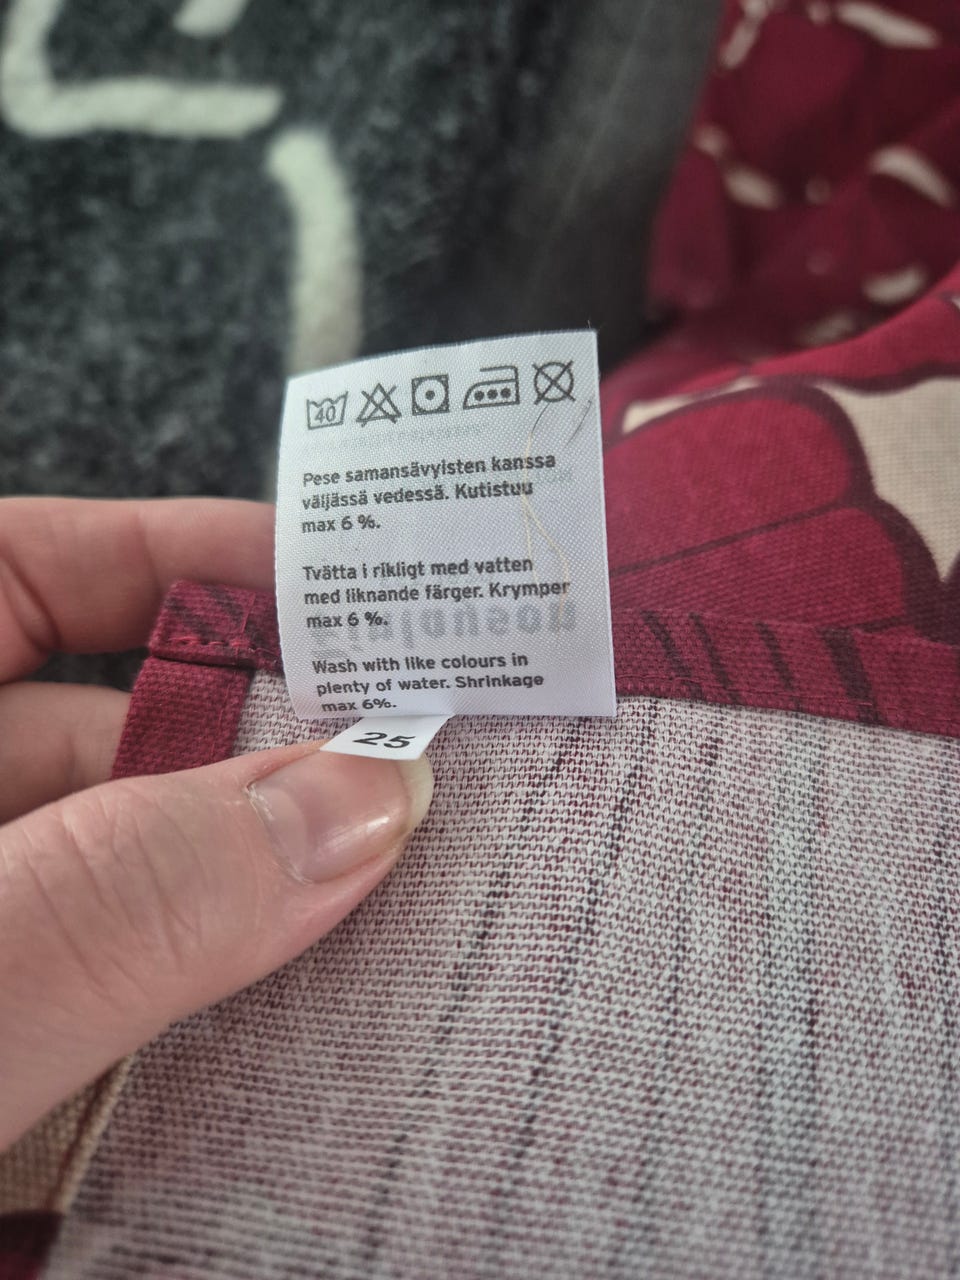 40
Pese samansävyisten kanssa
väljässä vedessä. Kutistuu
max 6 %.
Tvätta i rikligt med vatten
med liknande färger. Krymper
max 6 %.
Wash with like colours in
plenty of water. Shrinkage
max 6%.
25